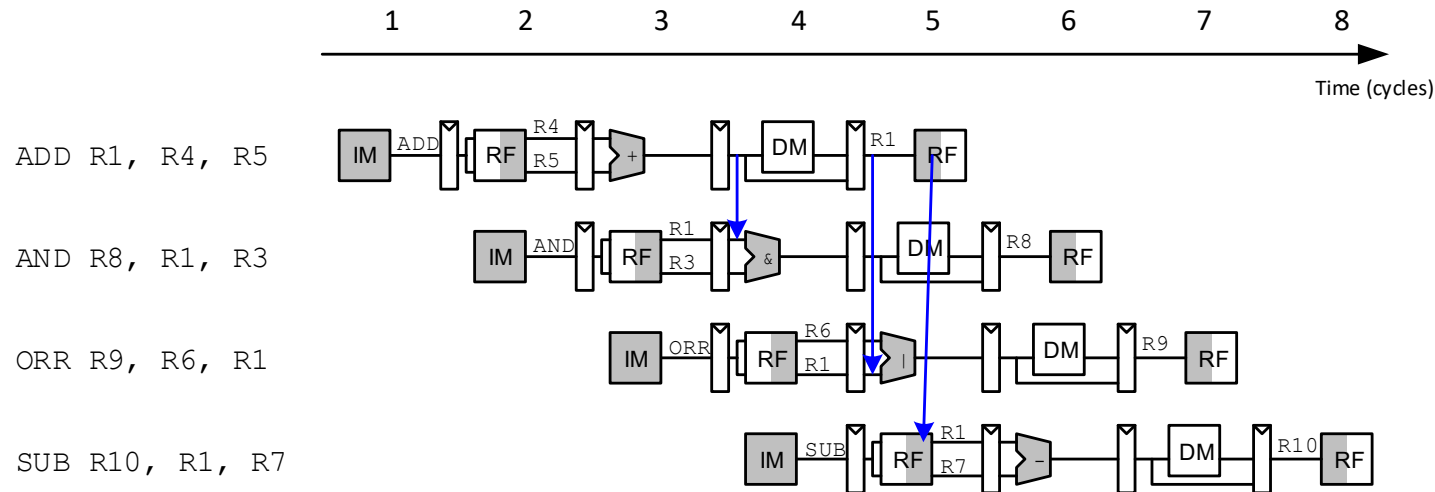 1 2 3 4 5 6 7 8
Time (cycles)
ADD R1, R4, R5
IM ADD RF R4 R5 + DM R1 RF
AND R8, R1, R3
IM AND RF R1 R3 & DM R8 RF
ORR R9, R6, R1
IM ORR RF R6 R1 | DM R9 RF
SUB R10, R1, R7
IM SUB RF R1 R7 - DM R10 RF